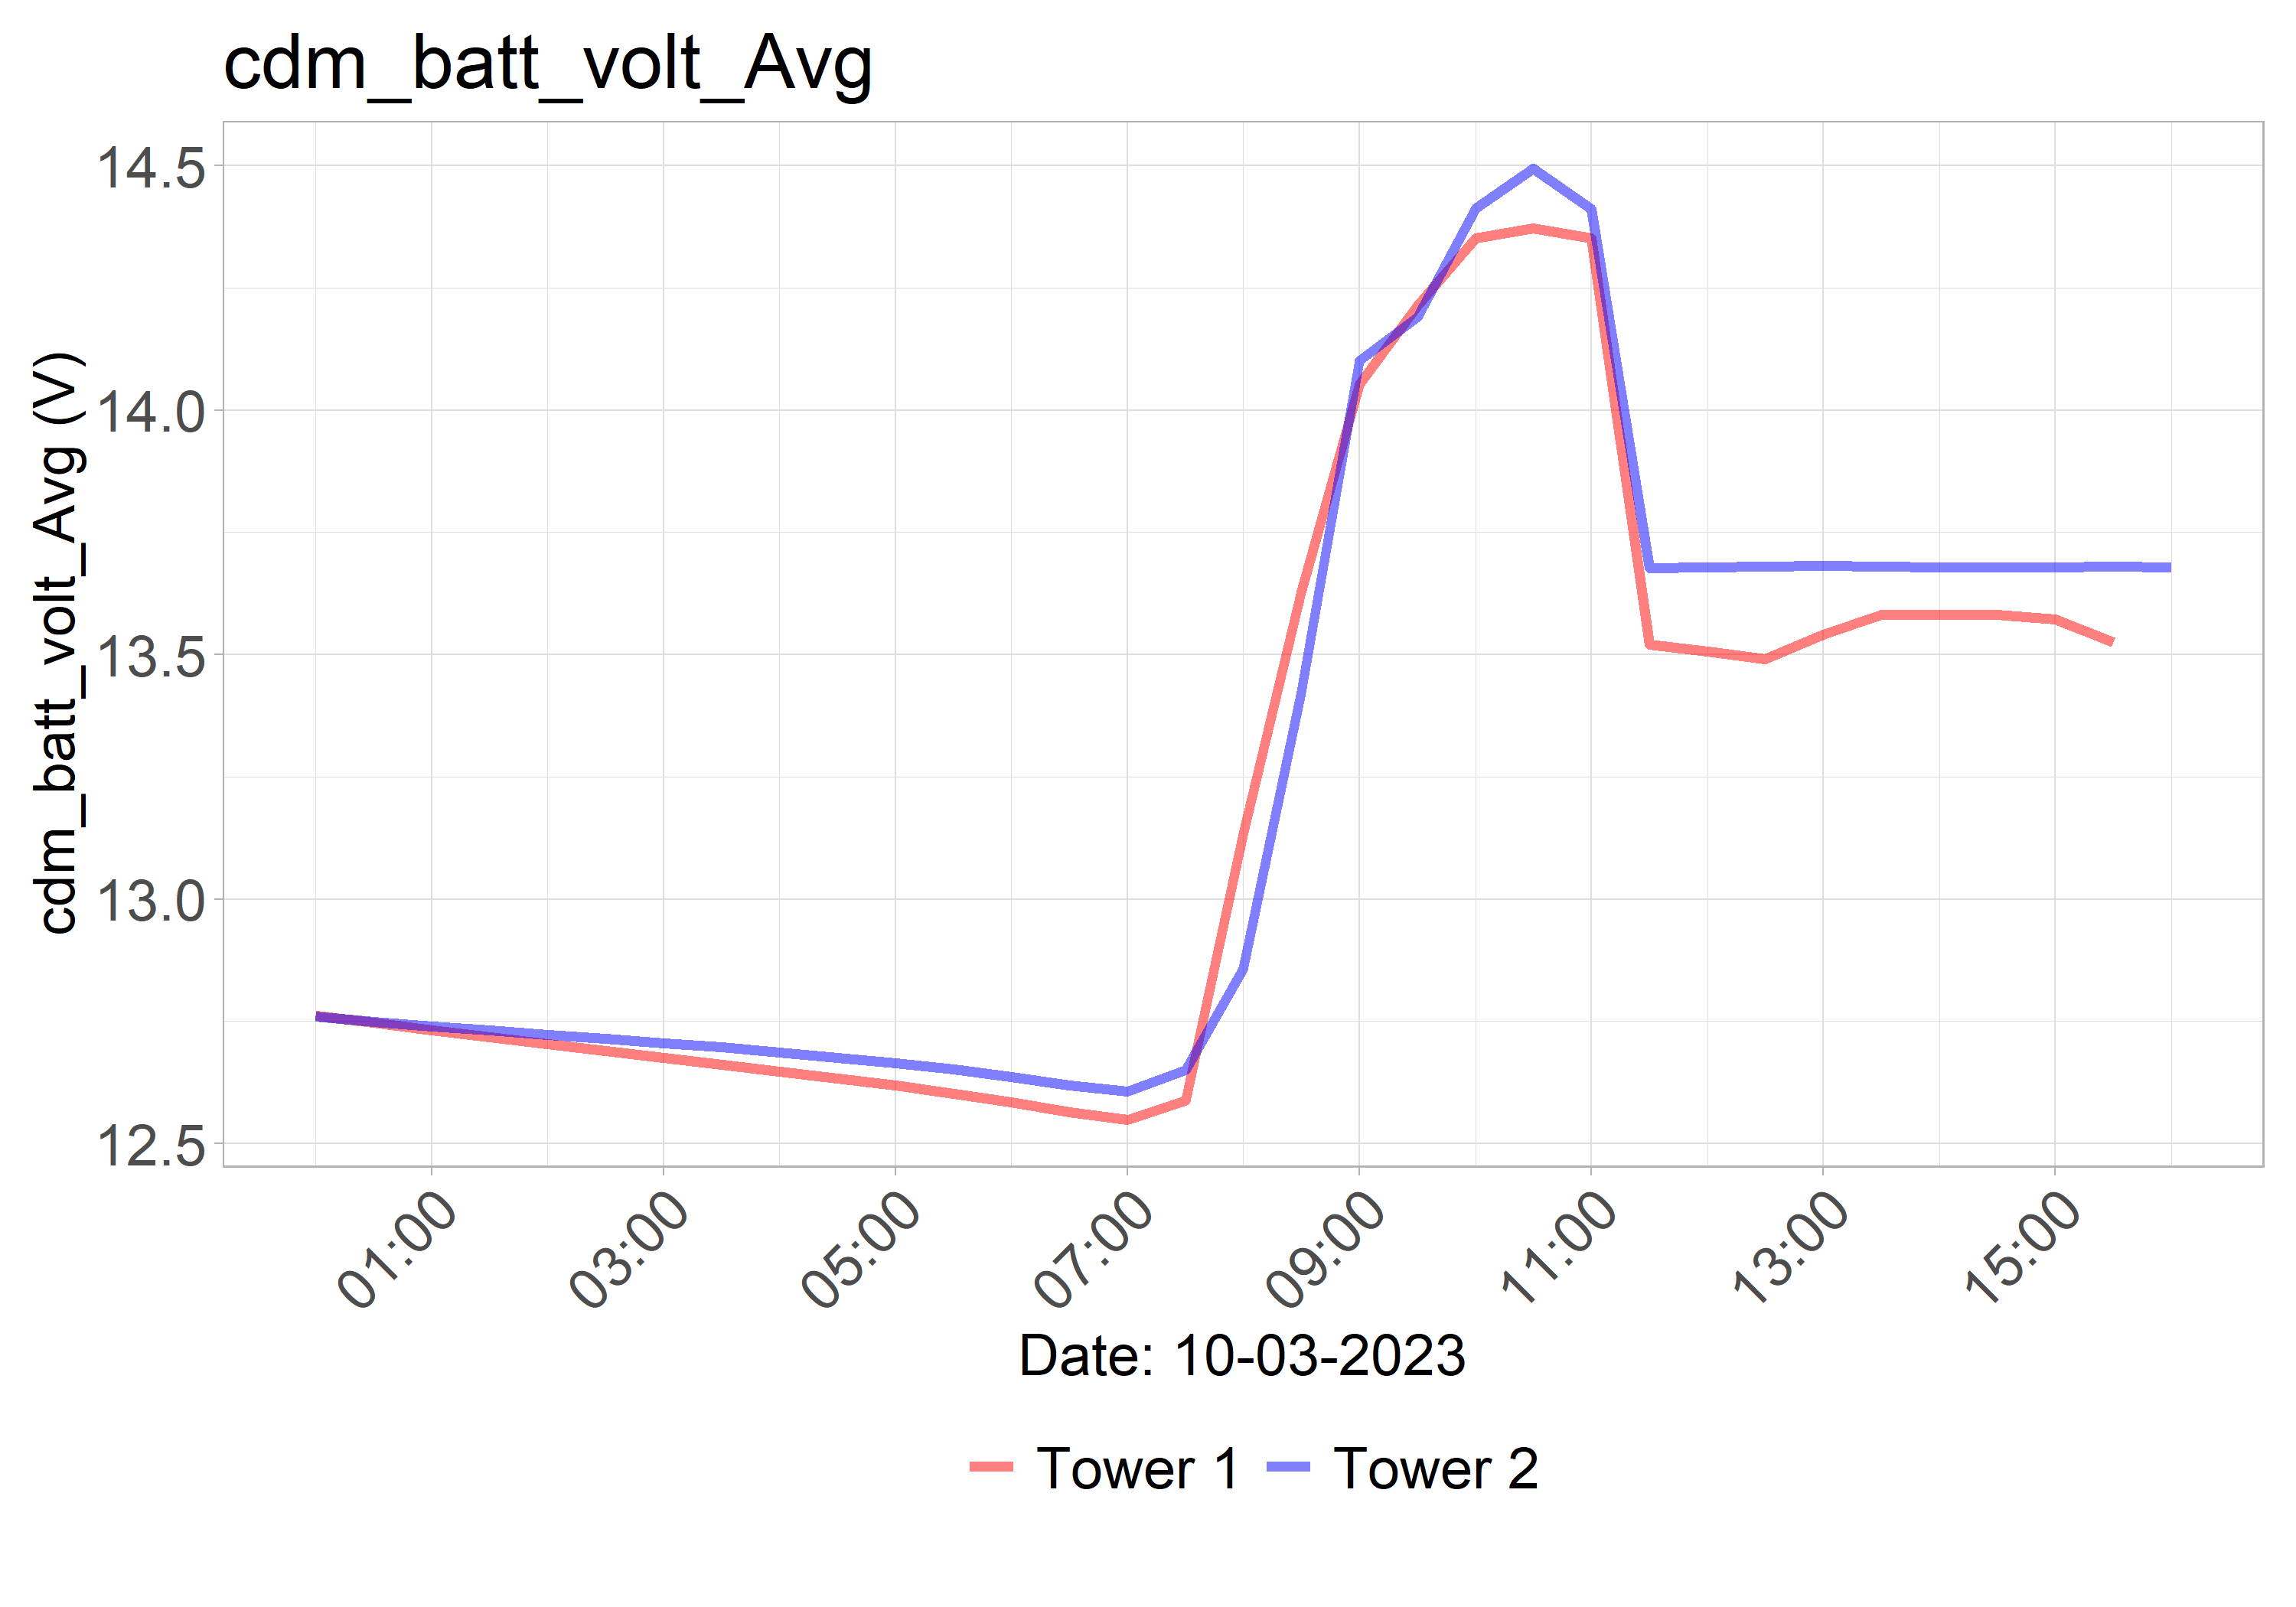 cdm_batt_volt_Avg
cdm_batt_volt_Avg (V)
14.5
14.0
13.5
13.0
12.5
01:00
03:00
05:00
07:00
09:00
11:00
13:00
15:00
Date: 10-03-2023
Tower 1
Tower 2